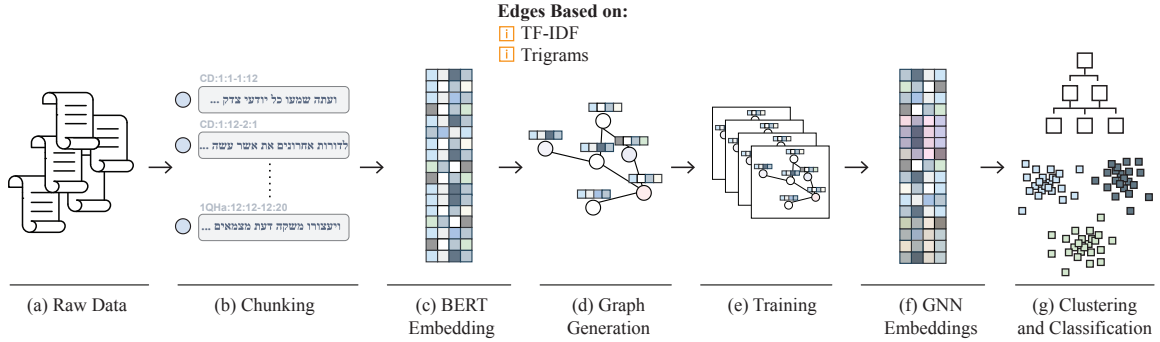 Edges Based on:
i TF-IDF
i Trigrams
CD:1:1-1:12
ועתה שמעו כל יודעי צדק ...
CD:1:12-2:1
לדורות אחרונים את אשר עשה ...
1QHa:12:12-12:20
ויעצורו משקה דעת מצמאים ...
(a) Raw Data
(b) Chunking
(c) BERT
Embedding
(d) Graph
Generation
(e) Training
(f) GNN
Embeddings
(g) Clustering
and Classification